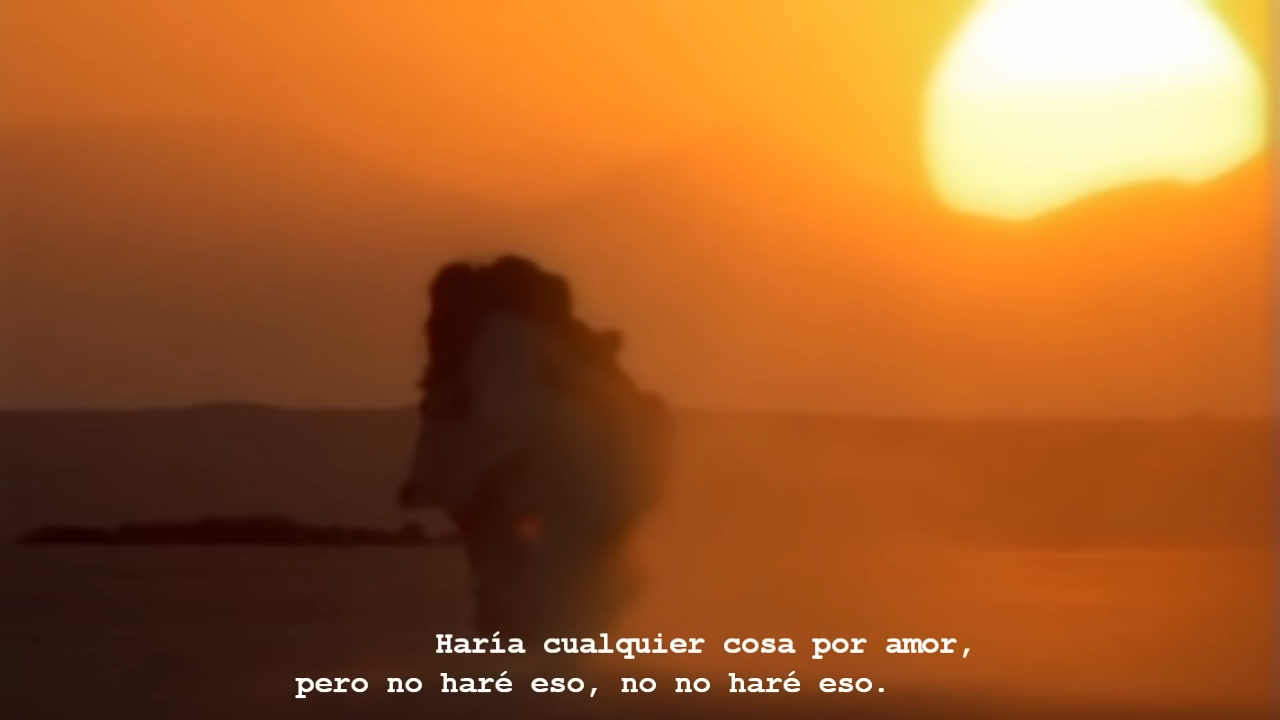 Haría cualquier cosa por amor,
pero no haré eso, no no haré eso.